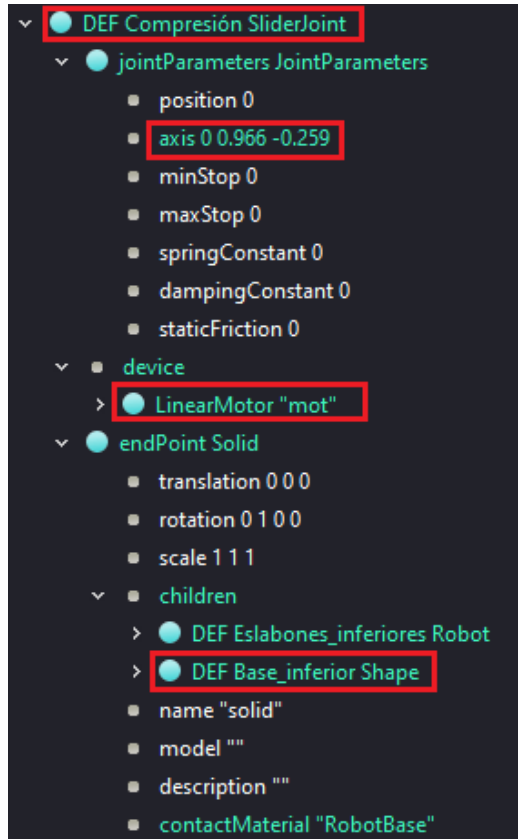 DEF Compresión SliderJoint
jointParameters JointParameters
position 0
axis 0 0.966 -0.259
minStop 0
maxStop 0
springConstant 0
dampingConstant 0
staticFriction 0
device
LinearMotor "mot"
endPoint Solid
translation 0 0 0
rotation 0 1 0 0
scale 1 1 1
children
DEF Eslabones_inferiores Robot
DEF Base_inferior Shape
name "solid"
model ""
description ""
contactMaterial "RobotBase"